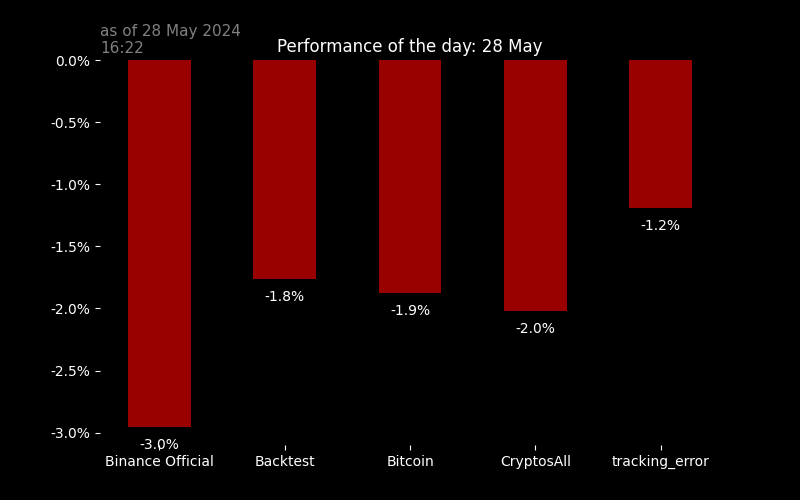 as of 28 May 2024
16:22
Performance of the day: 28 May
0.0%
-0.5%
-1.0%
-1.5%
-2.0%
-2.5%
-3.0%
-3.0%
-1.8%
-1.9%
-2.0%
-1.2%
Binance Official
Backtest
Bitcoin
CryptosAll
tracking_error